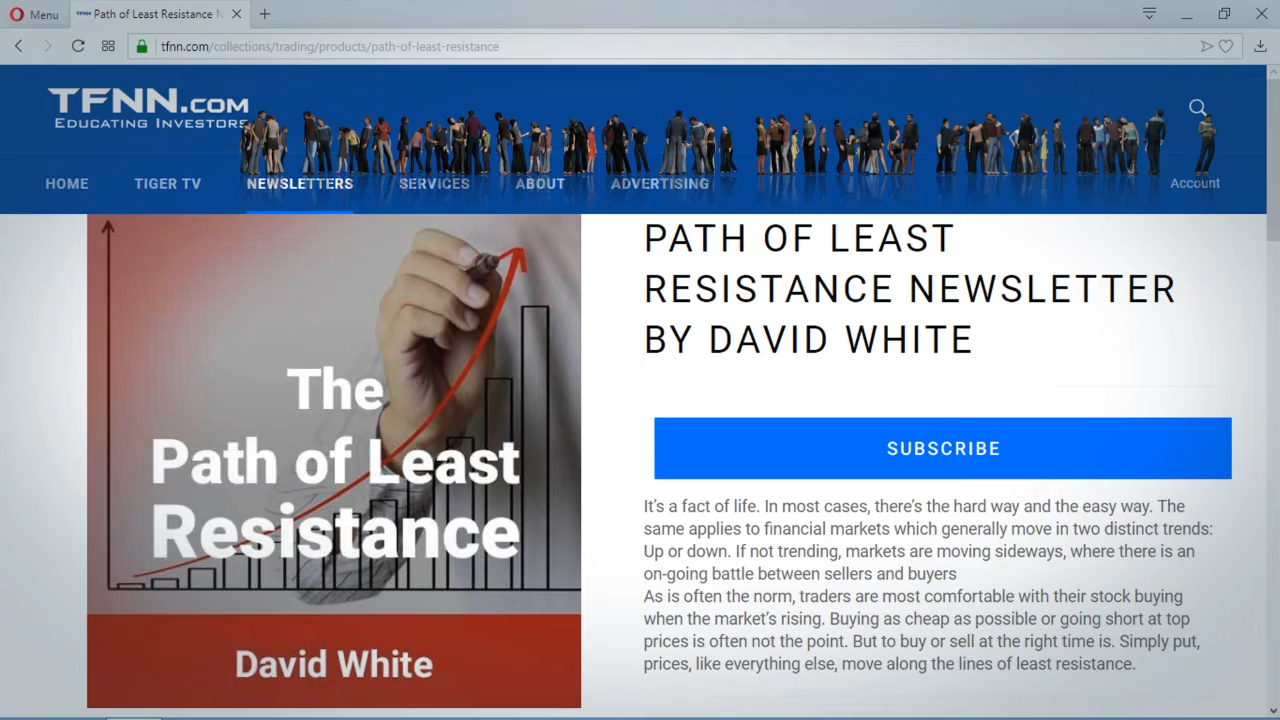 Menu
Path of Least Resistance N
tfnn.com/collections/trading/products/path-of-least-resistance
TFNN.COM
EDUCATING INVESTORS
HOME
TIGER TV
NEWSLETTERS
SERVICES
ABOUT
ADVERTISING
Account
The
Path of Least
Resistance
David White
PATH OF LEAST
RESISTANCE NEWSLETTER
BY DAVID WHITE
SUBSCRIBE
It's a fact of life. In most cases, there's the hard way and the easy way. The
same applies to financial markets which generally move in two distinct trends:
Up or down. If not trending, markets are moving sideways, where there is an
on-going battle between sellers and buyers
As is often the norm, traders are most comfortable with their stock buying
when the market's rising. Buying as cheap as possible or going short at top
prices is often not the point. But to buy or sell at the right time is. Simply put,
prices, like everything else, move along the lines of least resistance.